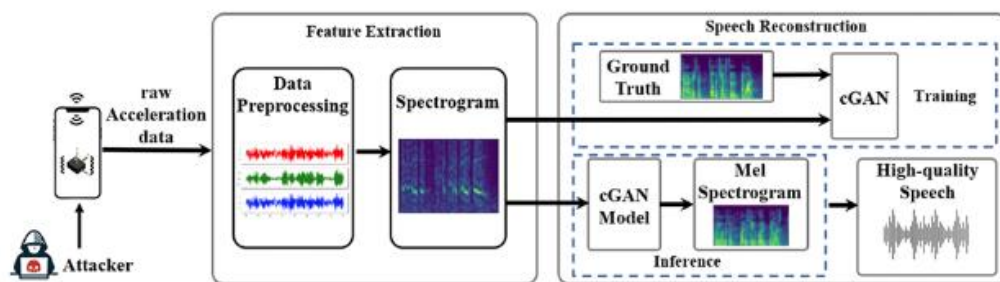 Feature Extraction
Speech Reconstruction
raw
Acceleration
data
Attacker
Data
Preprocessing
Spectrogram
Ground
Truth
cGAN
Training
cGAN
Model
Mel
Spectrogram
Inference
High-quality
Speech